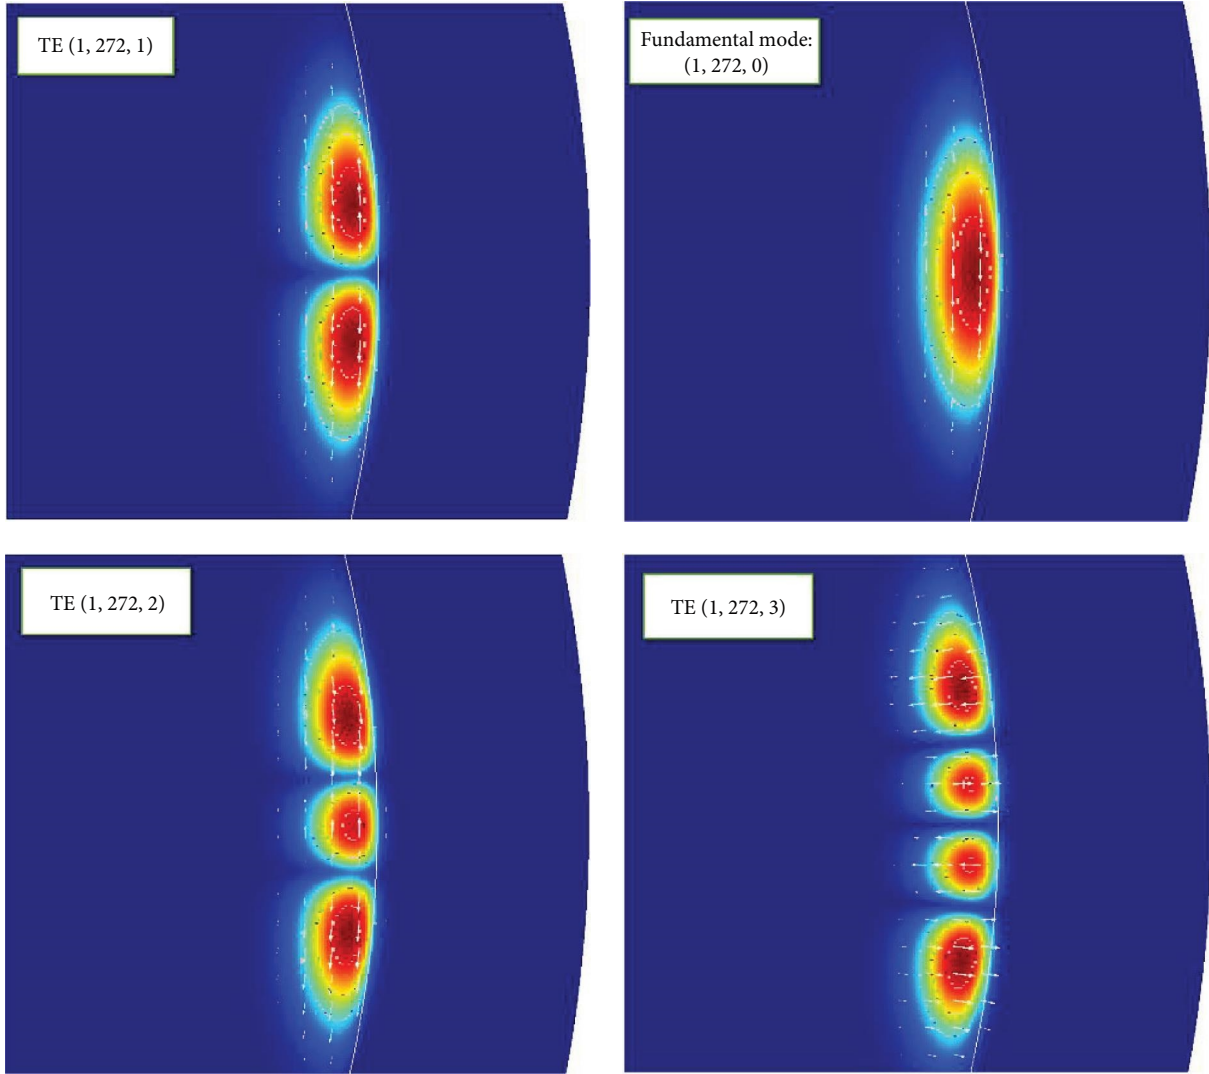 TE (1, 272, 1)
Fundamental mode:
(1, 272, 0)
TE (1, 272, 2)
TE (1, 272, 3)